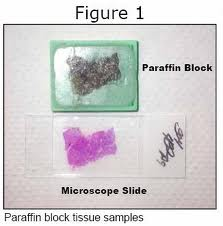 Figure 1
Paraffin Block
Microscope Slide
Paraffin block tissue samples